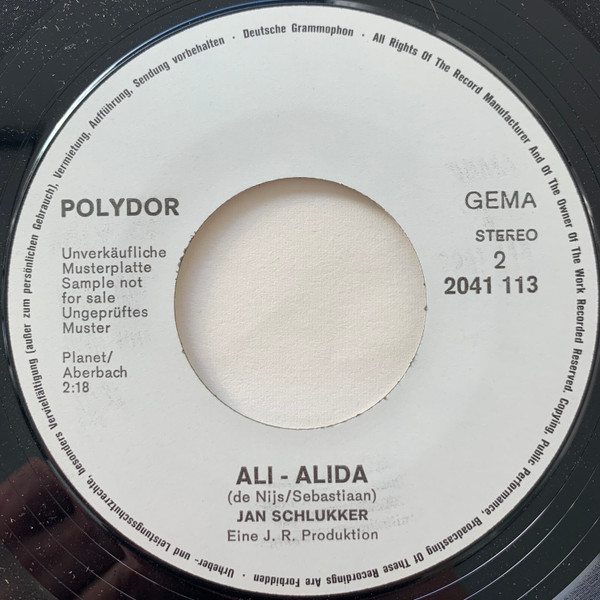 Urheber- und Leistungsschutzrechte, besonders Vervielfältigung (außer zum persönlichen Gebrauch), Vermietung, Aufführung, Sendung vorbehalten · Deutsche Grammophon · All Rights Of The Record Manufacturer And Of The Owner Of The Work Recorded Reserved. Copying, Public Performance, Broadcasting Of These Recordings Are Forbidden ·
POLYDOR
GEMA
STEREO
2
2041 113
Unverkäufliche
Musterplatte
Sample not
for sale
Ungeprüftes
Muster
Planet/
Aberbach
2:18
ALI - ALIDA
(de Nijs/Sebastiaan)
JAN SCHLUKKER
Eine J. R. Produktion